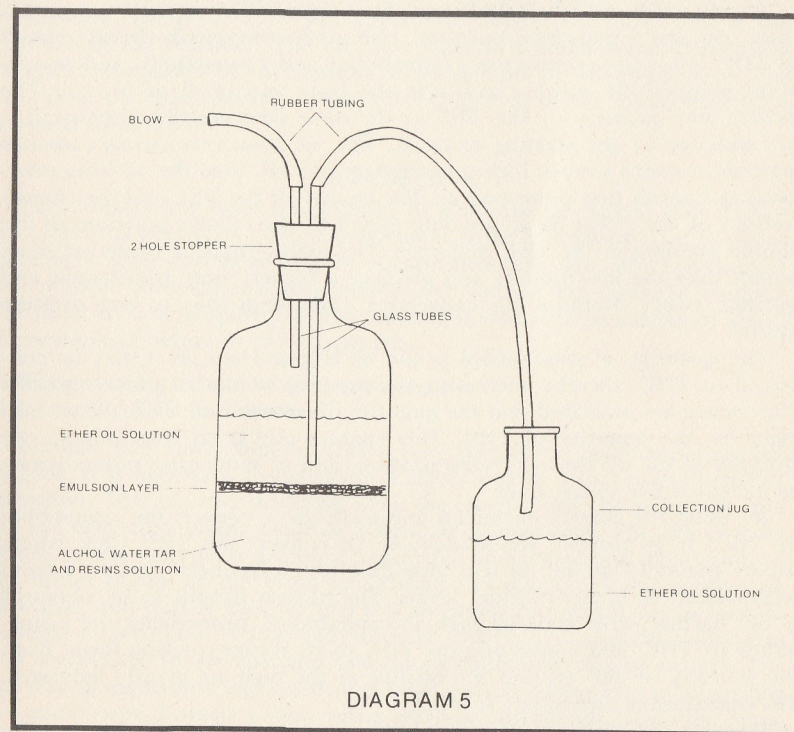 RUBBER TUBING
BLOW
2 HOLE STOPPER
GLASS TUBES
ETHER OIL SOLUTION
EMULSION LAYER
COLLECTION JUG
ALCHOL WATER TAR
AND RESINS SOLUTION
ETHER OIL SOLUTION
DIAGRAM 5